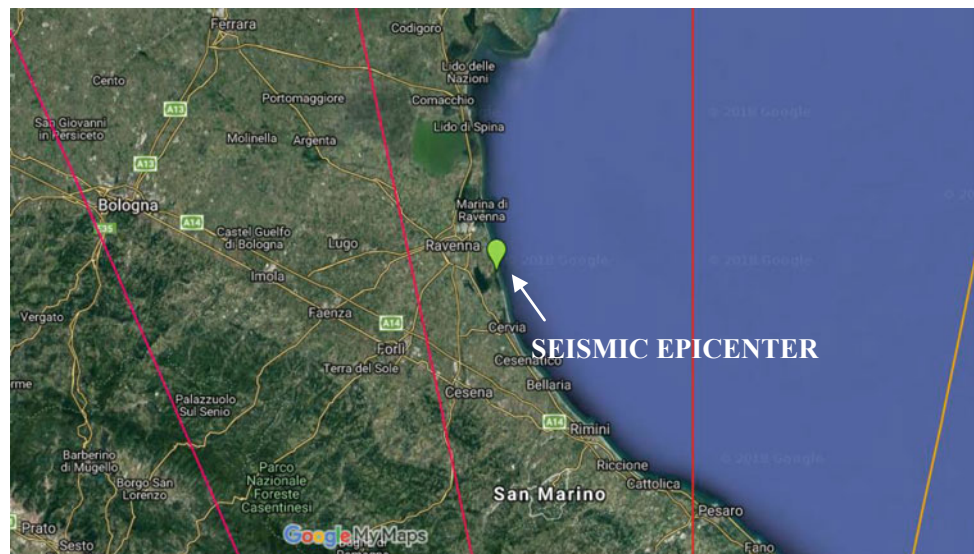 Ferrara
Codigoro
Lido delle
Nazioni
Cento
Portomaggiore
Comacchio
A13
© 2018 Google
San Giovanni
in Persiceto
Molinella
Argenta
Lido di Spina
A13
Bologna
Marina di
Ravenna
A14
E35
Castel Guelfo
di Bologna
Lugo
Ravenna
2018 Google
© 2018 Google
Imola
Vergato
Faenza
A14
Cervia
Forlì
SEISMIC EPICENTER
Terra del Sole
Cesenatico
Bellaria
Cesena
Palazzuolo
Sul Senio
A14
Rimini
Barberino
di Mugello
Parco
Nazionale
Foreste
Casentinesi
Riccione
© 2018 Google
Borgo San
Lorenzo
Cattolica
San Marino
Pesaro
Prato
Google My Maps
Sesto
Bagno di
Romagna
Fano